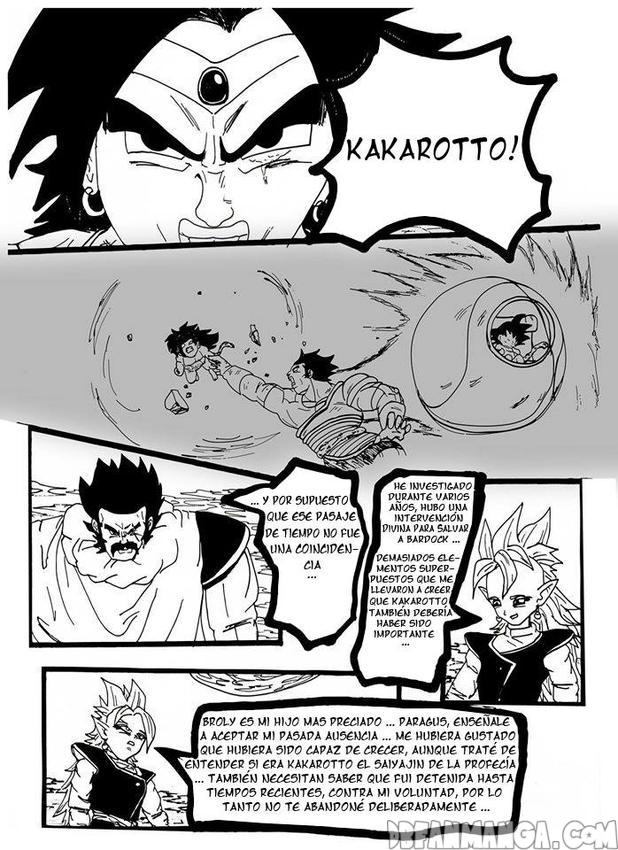 KAKAROTTO!
... Y POR SUPUESTO
QUE ESE PASAJE
DE TIEMPO NO FUE
UNA COINCIDEN-
CIA
...
HE INVESTIGADO
DURANTE VARIOS
AÑOS, HUBO UNA
INTERVENCIÓN
DIVINA PARA SALVAR
A BARDOCK ...
DEMASIADOS ELE-
MENTOS SUPER-
PUESTOS QUE ME
LLEVARON A CREER
QUE KAKAROTTO
TAMBIÉN DEBERÍA
HABER SIDO
IMPORTANTE
...
BROLY ES MI HIJO MAS PRECIADO ... PARAGUS, ENSEÑALE
A ACEPTAR MI PASADA AUSENCIA ... ME HUBIERA GUSTADO
QUE HUBIERA SIDO CAPAZ DE CRECER, AUNQUE TRATÉ DE
ENTENDER SI ERA KAKAROTTO EL SAIYAJIN DE LA PROFECÍA
... TAMBIÉN NECESITAN SABER QUE FUI DETENIDA HASTA
TIEMPOS RECIENTES, CONTRA MI VOLUNTAD, POR LO
TANTO NO TE ABANDONÉ DELIBERADAMENTE ...
DBFANMANGA.COM